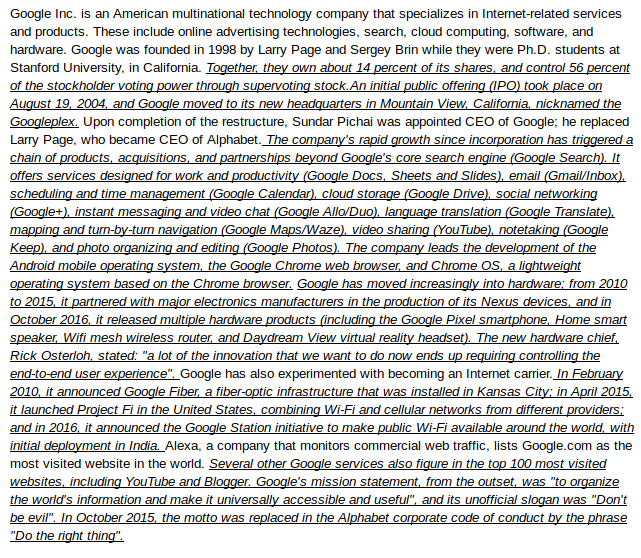 Google Inc. is an American multinational technology company that specializes in Internet-related services
and products. These include online advertising technologies, search, cloud computing, software, and
hardware. Google was founded in 1998 by Larry Page and Sergey Brin while they were Ph.D. students at
Stanford University, in California. Together, they own about 14 percent of its shares, and control 56 percent
of the stockholder voting power through supervoting stock.An initial public offering (IPO) took place on
August 19, 2004, and Google moved to its new headquarters in Mountain View, California, nicknamed the
Googleplex. Upon completion of the restructure, Sundar Pichai was appointed CEO of Google; he replaced
Larry Page, who became CEO of Alphabet. The company's rapid growth since incorporation has triggered a
chain of products, acquisitions, and partnerships beyond Google's core search engine (Google Search). It
offers services designed for work and productivity (Google Docs, Sheets and Slides), email (Gmail/Inbox),
scheduling and time management (Google Calendar), cloud storage (Google Drive), social networking
(Google+), instant messaging and video chat (Google Allo/Duo), language translation (Google Translate),
mapping and turn-by-turn navigation (Google Maps/Waze), video sharing (YouTube), notetaking (Google
Keep), and photo organizing and editing (Google Photos). The company leads the development of the
Android mobile operating system, the Google Chrome web browser, and Chrome OS, a lightweight
operating system based on the Chrome browser. Google has moved increasingly into hardware; from 2010
to 2015, it partnered with major electronics manufacturers in the production of its Nexus devices, and in
October 2016, it released multiple hardware products (including the Google Pixel smartphone, Home smart
speaker, Wifi mesh wireless router, and Daydream View virtual reality headset). The new hardware chief,
Rick Osterloh, stated: "a lot of the innovation that we want to do now ends up requiring controlling the
end-to-end user experience". Google has also experimented with becoming an Internet carrier. In February
2010, it announced Google Fiber, a fiber-optic infrastructure that was installed in Kansas City; in April 2015,
it launched Project Fi in the United States, combining Wi-Fi and cellular networks from different providers;
and in 2016, it announced the Google Station initiative to make public Wi-Fi available around the world, with
initial deployment in India. Alexa, a company that monitors commercial web traffic, lists Google.com as the
most visited website in the world. Several other Google services also figure in the top 100 most visited
websites, including YouTube and Blogger. Google's mission statement, from the outset, was "to organize
the world's information and make it universally accessible and useful", and its unofficial slogan was "Don't
be evil". In October 2015, the motto was replaced in the Alphabet corporate code of conduct by the phrase
"Do the right thing".